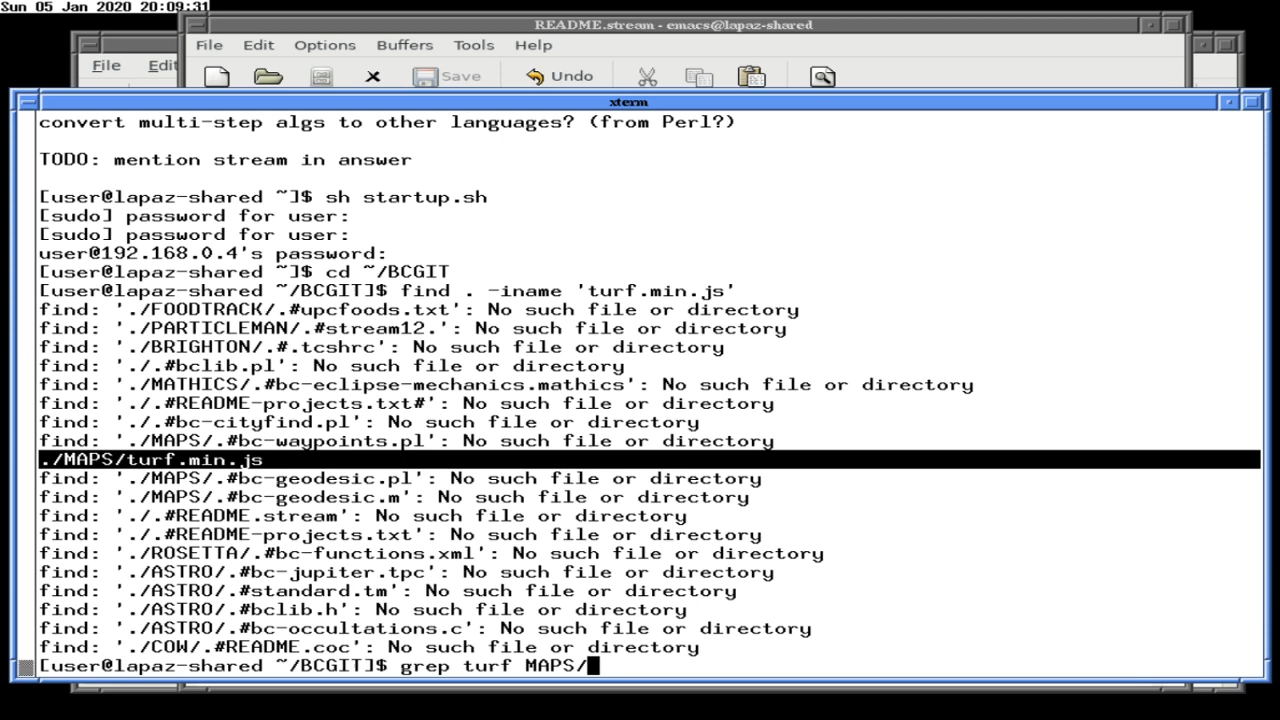 Sun 05 Jan 2020 20:09:31
README.stream - emacs@lapaz-shared
File Edit Options Buffers Tools Help
File Edit
Save Undo
xterm
convert multi-step algs to other languages? (from Perl?)
TODO: mention stream in answer
[user@lapaz-shared ~]$ sh startup.sh
[sudo] password for user:
[sudo] password for user:
user@192.168.0.4's password:
[user@lapaz-shared ~]$ cd ~/BCGIT
[user@lapaz-shared ~/BCGIT]$ find . -iname 'turf.min.js'
find: './FOODTRACK/.#upcfoods.txt': No such file or directory
find: './PARTICLEMAN/.#stream12.': No such file or directory
find: './BRIGHTON/.#.tcshrc': No such file or directory
find: './.#bclib.pl': No such file or directory
find: './MATHICS/.#bc-eclipse-mechanics.mathics': No such file or directory
find: './.#README-projects.txt#': No such file or directory
find: './.#bc-cityfind.pl': No such file or directory
find: './MAPS/.#bc-waypoints.pl': No such file or directory
./MAPS/turf.min.js
find: './MAPS/.#bc-geodesic.pl': No such file or directory
find: './MAPS/.#bc-geodesic.m': No such file or directory
find: './.#README.stream': No such file or directory
find: './.#README-projects.txt': No such file or directory
find: './ROSETTA/.#bc-functions.xml': No such file or directory
find: './ASTRO/.#bc-jupiter.tpc': No such file or directory
find: './ASTRO/.#standard.tm': No such file or directory
find: './ASTRO/.#bclib.h': No such file or directory
find: './ASTRO/.#bc-occultations.c': No such file or directory
find: './COW/.#README.coc': No such file or directory
[user@lapaz-shared ~/BCGIT]$ grep turf MAPS/